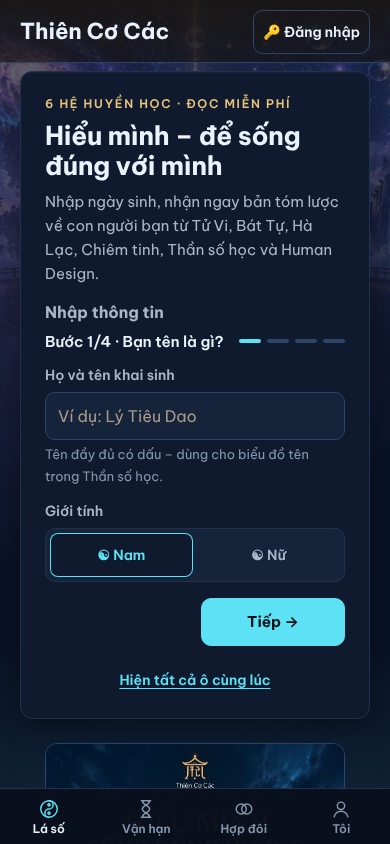 Thiên Cơ Các
🔑 Đăng nhập
6 HỆ HUYỀN HỌC · ĐỌC MIỄN PHÍ
Hiểu mình – để sống
đúng với mình
Nhập ngày sinh, nhận ngay bản tóm lược
về con người bạn từ Tử Vi, Bát Tự, Hà
Lạc, Chiêm tinh, Thần số học và Human
Design.
Nhập thông tin
Bước 1/4 · Bạn tên là gì?
Họ và tên khai sinh
Ví dụ: Lý Tiêu Dao
Tên đầy đủ có dấu – dùng cho biểu đồ tên
trong Thần số học.
Giới tính
☯ Nam
☯ Nữ
Tiếp →
Hiện tất cả ô cùng lúc
Thiên Cơ Các
Lá số
Vận hạn
Hợp đôi
Tôi